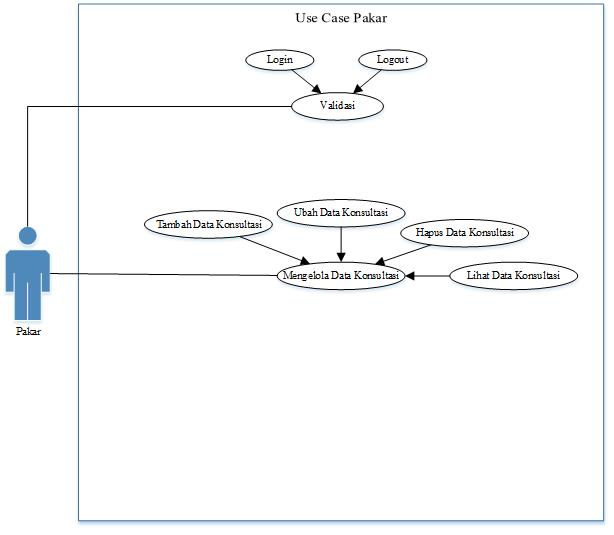 Use Case Pakar
Login
Logout
Validasi
Tambah Data Konsultasi
Ubah Data Konsultasi
Hapus Data Konsultasi
Mengelola Data Konsultasi
Lihat Data Konsultasi
Pakar